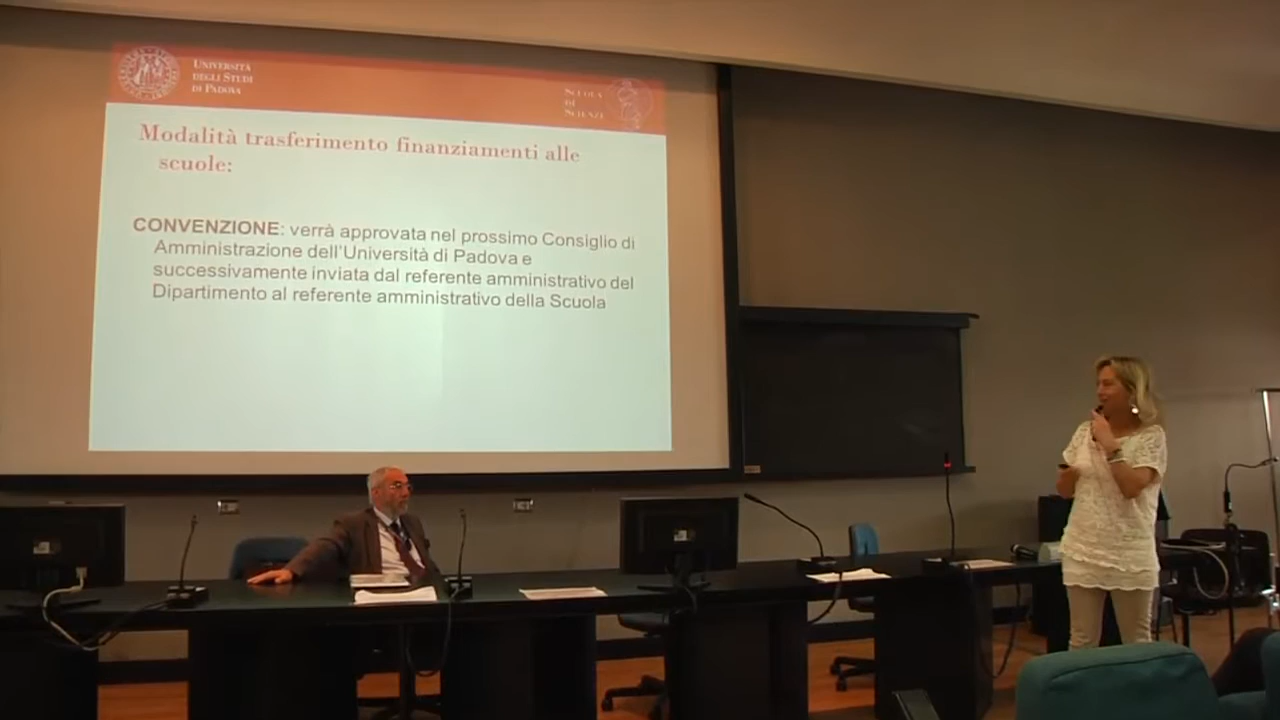 UNIVERSITÀ
DEGLI STUDI
DI PADOVA
SCUOLA
DI
SCIENZE
Modalità trasferimento finanziamenti alle
scuole:
CONVENZIONE: verrà approvata nel prossimo Consiglio di
Amministrazione dell'Università di Padova e
successivamente inviata dal referente amministrativo del
Dipartimento al referente amministrativo della Scuola